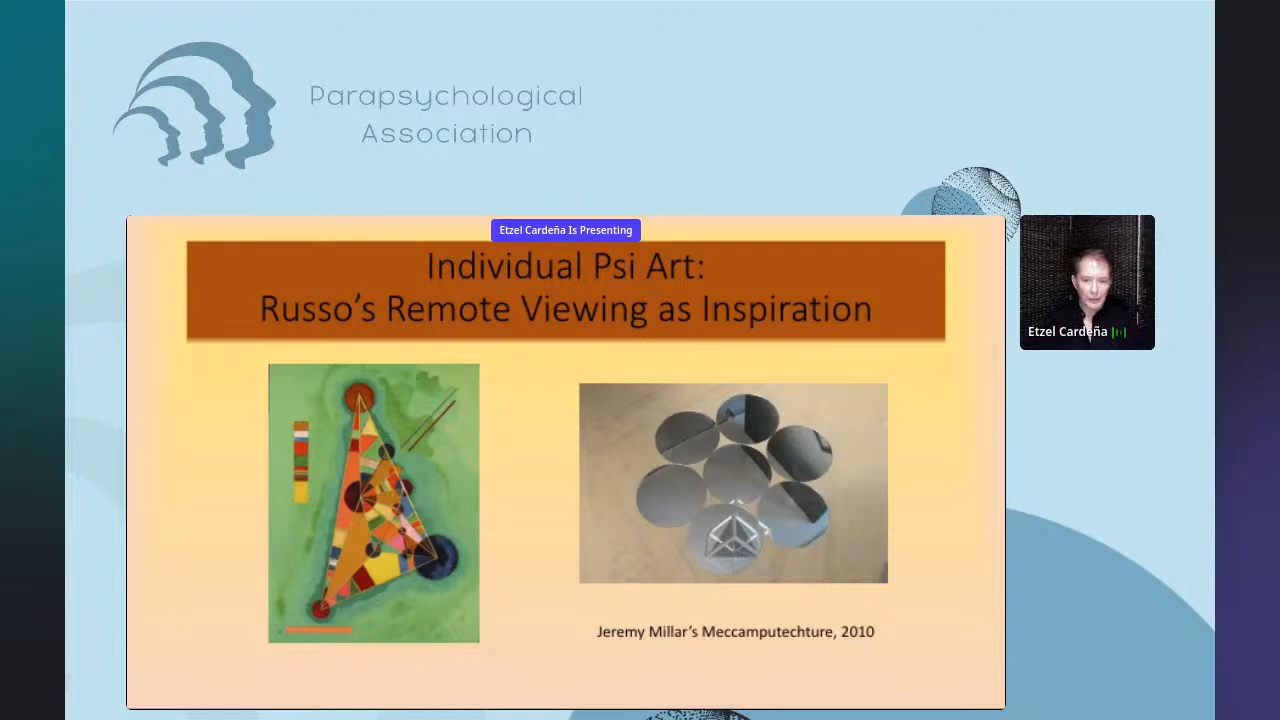 Parapsychological
Association
Etzel Cardeña Is Presenting
Individual Psi Art:
Russo's Remote Viewing as Inspiration
Etzel Cardeña
Jeremy Millar's Meccamputechture, 2010